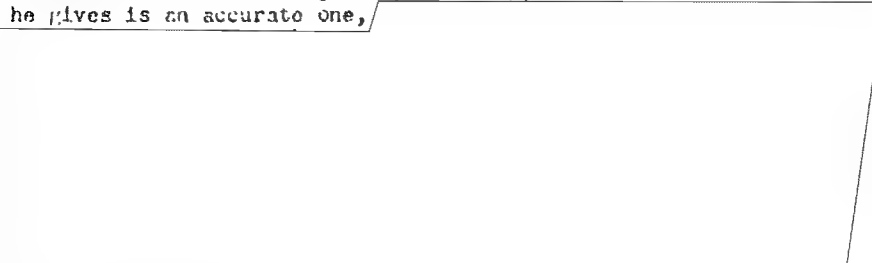 he gives is an accurate one,